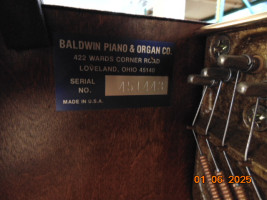 BALDWIN PIANO & ORGAN CO.
422 WARDS CORNER ROAD
LOVELAND, OHIO 45140
SERIAL
NO.
MADE IN U.S.A.
01·06·2025